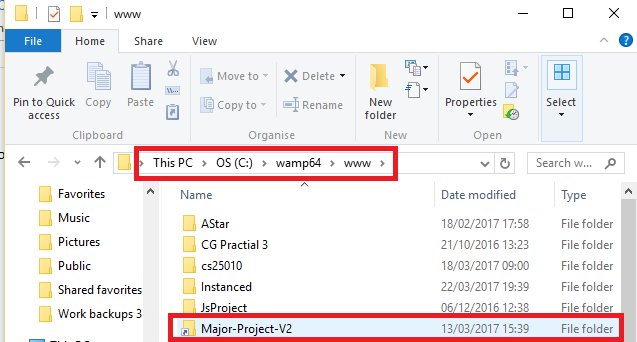 www
File Home Share View
Pin to Quick access
Copy
Paste
Move to
Copy to
Delete
Rename
New folder
Properties
Select
Clipboard Organise New Open
This PC OS (C:) wamp64 www
Search w...
Name Date modified Type
Favorites
Music
Pictures
Public
Shared favorites
Work backups 3
AStar 18/02/2017 17:58 File folder
CG Practial 3 21/10/2016 13:23 File folder
cs25010 18/03/2017 09:00 File folder
Instanced 22/03/2017 19:39 File folder
JsProject 06/12/2016 12:38 File folder
Major-Project-V2 13/03/2017 15:39 File folder